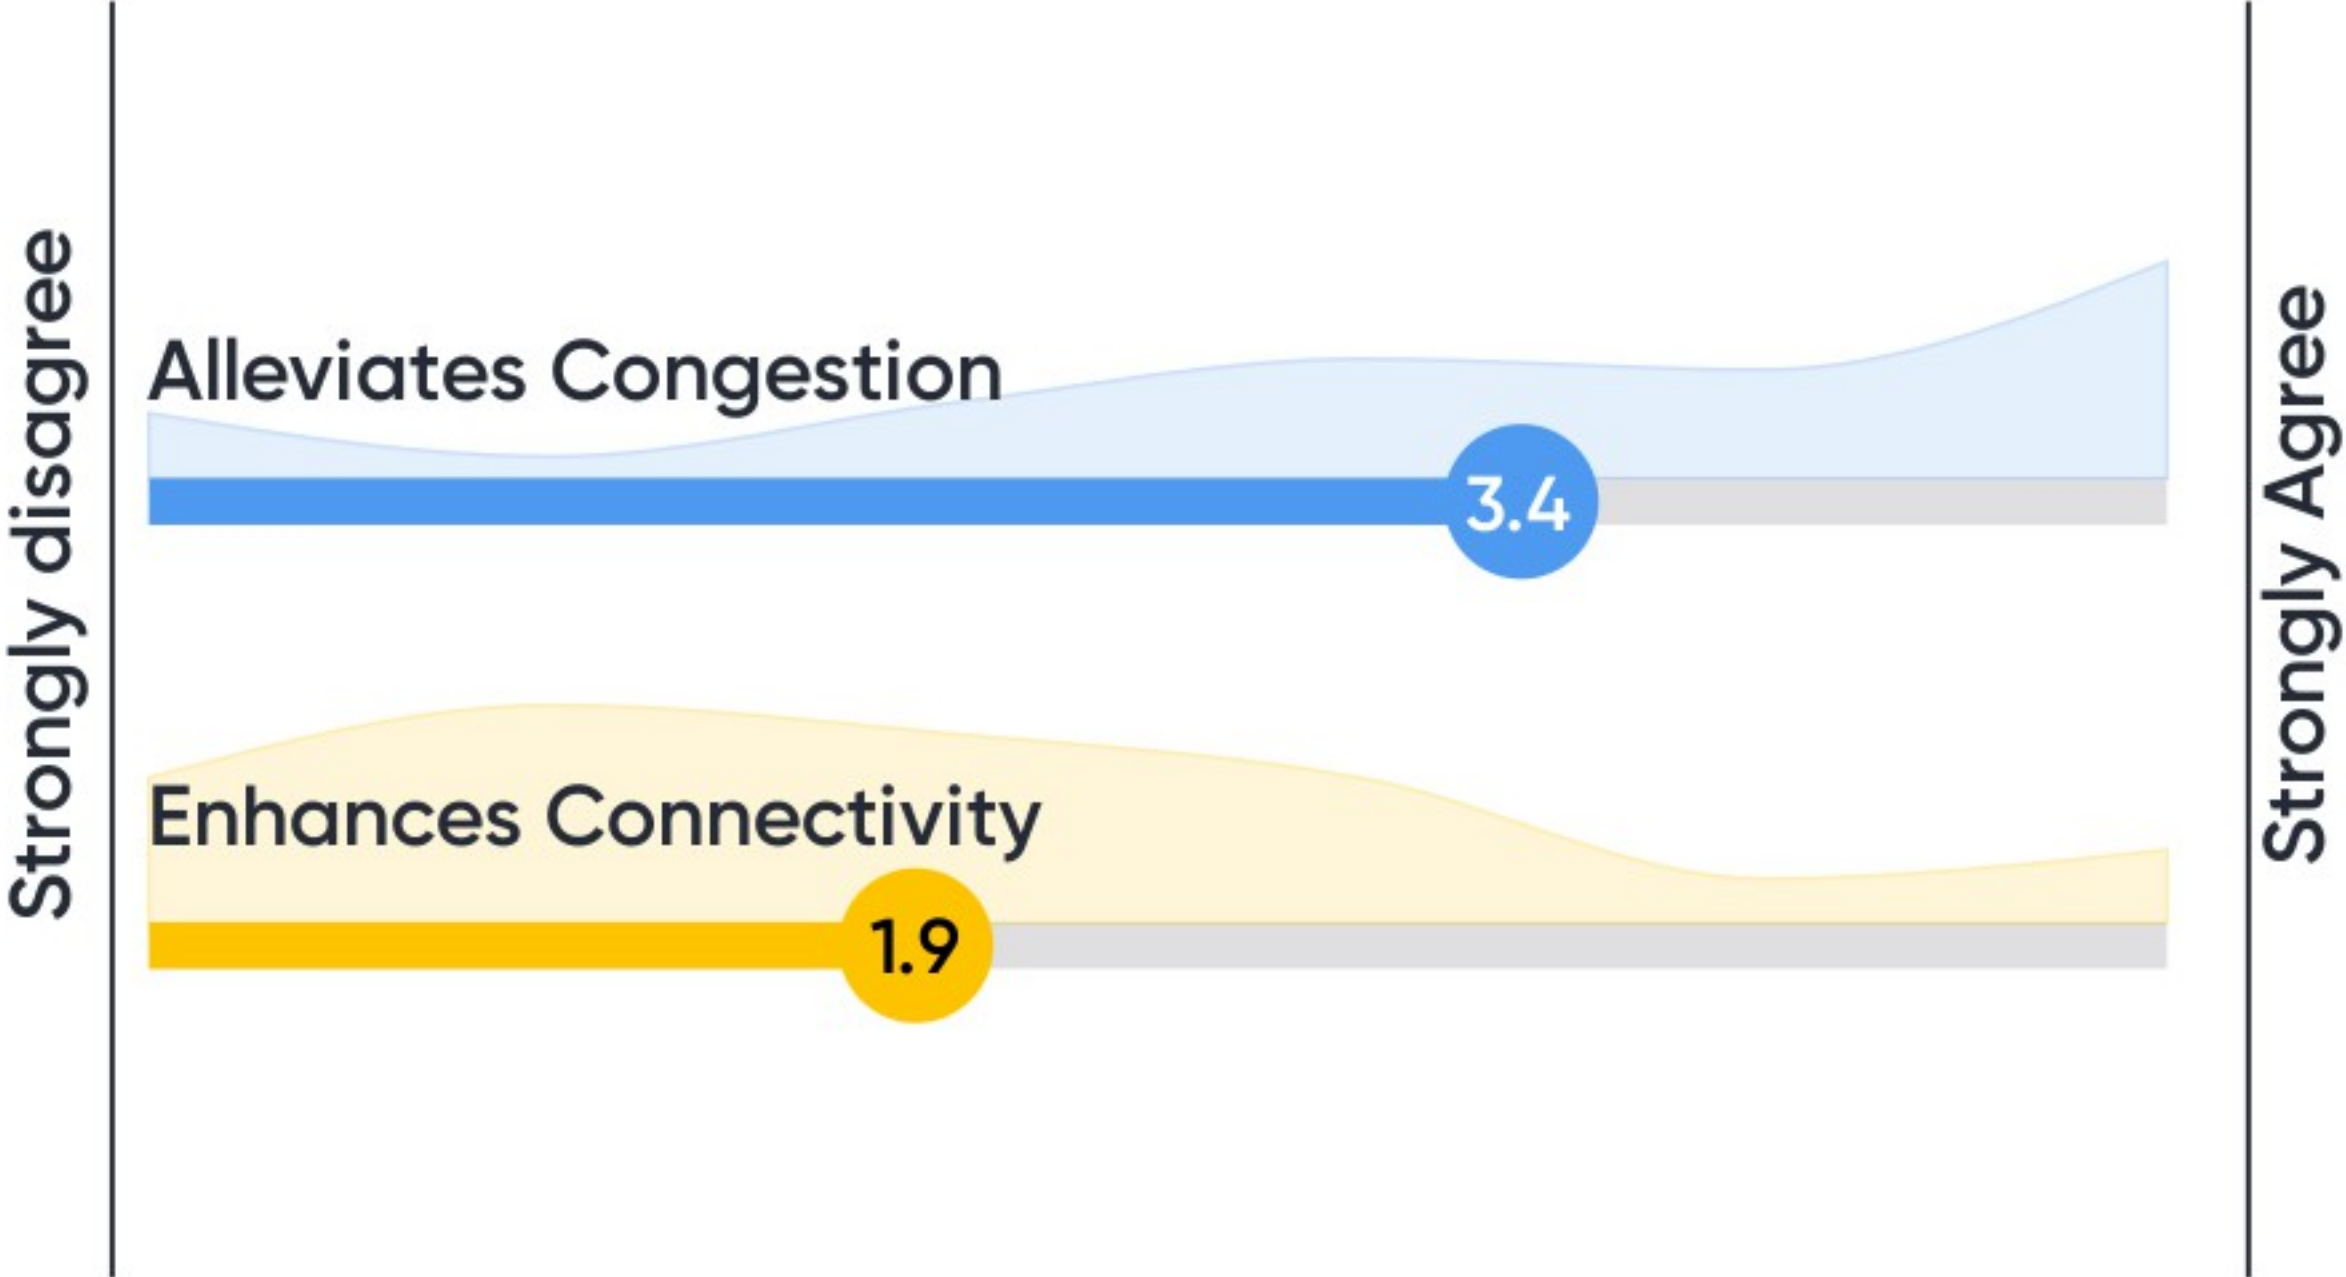 Strongly disagree
Alleviates Congestion
3.4
Enhances Connectivity
1.9
Strongly Agree